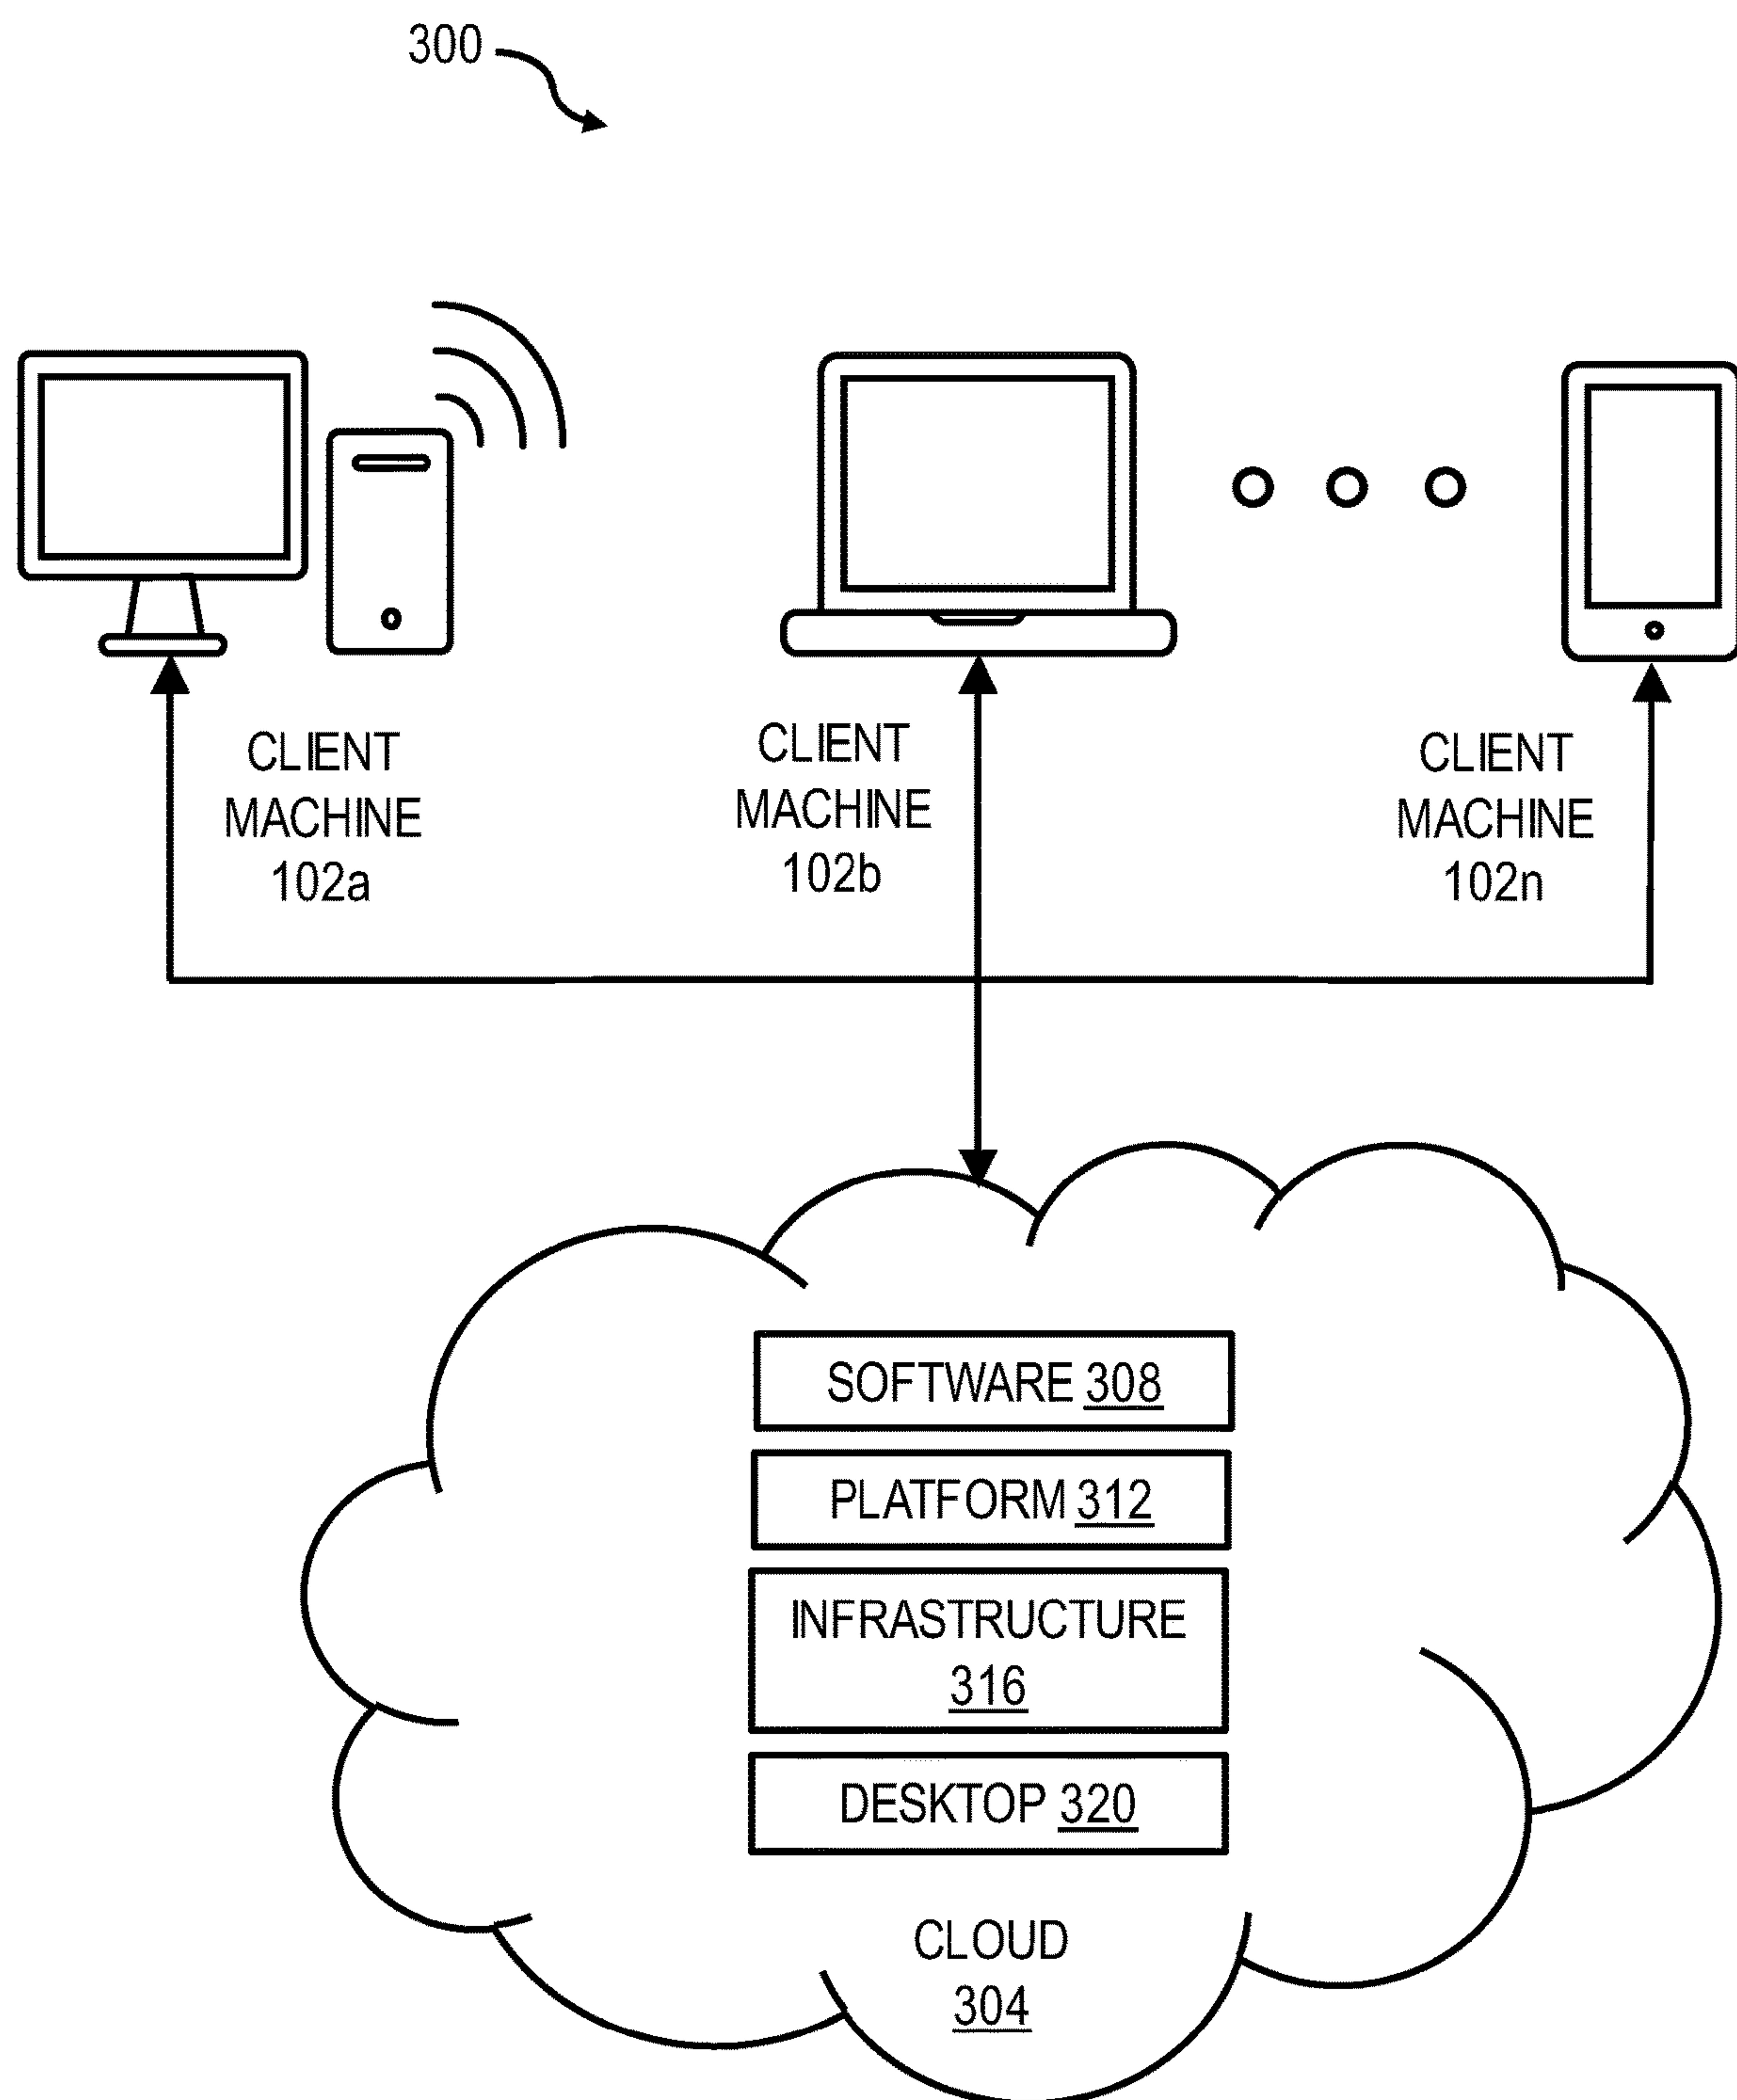 300
CLIENT
MACHINE
102a
CLIENT
MACHINE
102b
CLIENT
MACHINE
102n
SOFTWARE 308
PLATFORM 312
INFRASTRUCTURE
316
DESKTOP 320
CLOUD
304